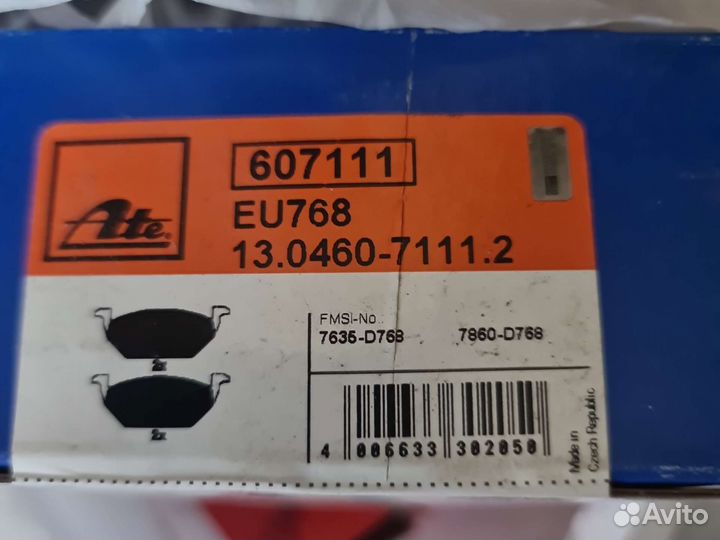 Ate®
607111
EU768
13.0460-7111.2
FMSI-No.
7635-D768 7860-D768
2x
2x
4 006633 302050
Made in
Czech Republic
Avito